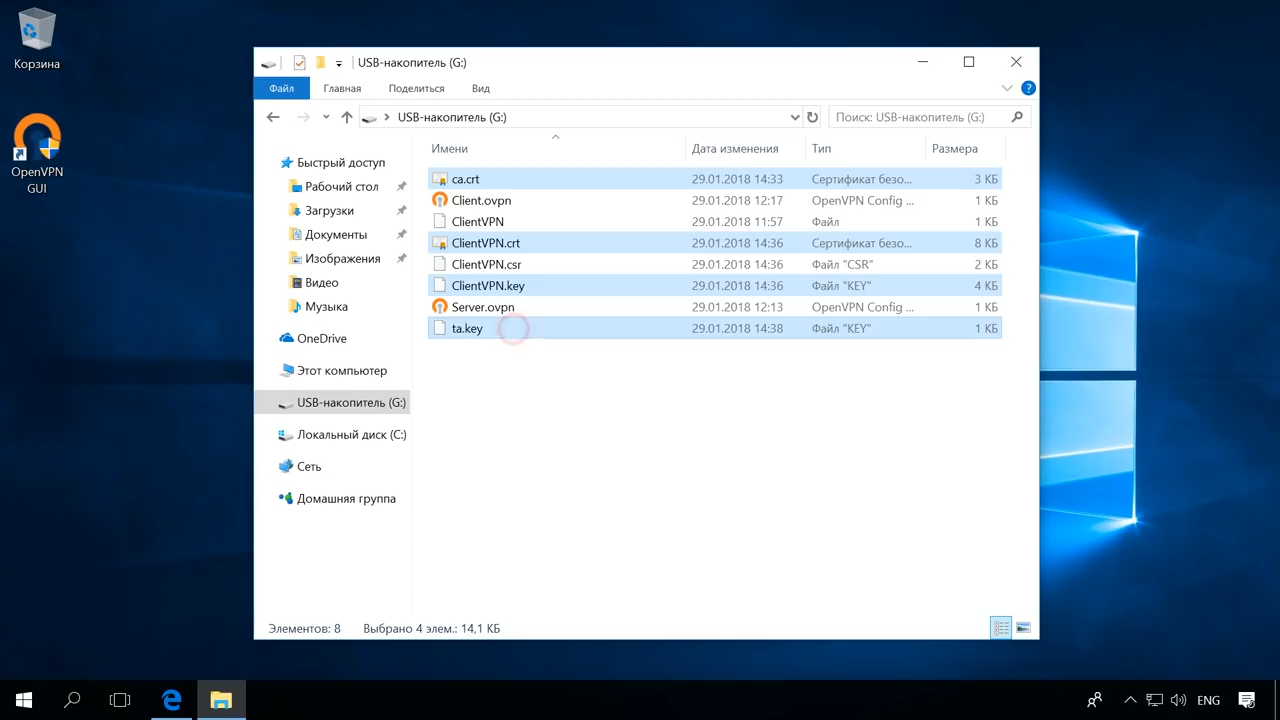 Корзина
OpenVPN
GUI
USB-накопитель (G:)
Файл
Главная
Поделиться
Вид
USB-накопитель (G:)
Поиск: USB-накопитель (G:)
Имени
Дата изменения
Тип
Размера
Быстрый доступ
Рабочий стол
Загрузки
Документы
Изображения
Видео
Музыка
OneDrive
Этот компьютер
USB-накопитель (G:)
Локальный диск (C:)
Сеть
Домашняя группа
ca.crt 29.01.2018 14:33 Сертификат безо... 3 КБ
Client.ovpn 29.01.2018 12:17 OpenVPN Config ... 1 КБ
ClientVPN 29.01.2018 11:57 Файл 1 КБ
ClientVPN.crt 29.01.2018 14:36 Сертификат безо... 8 КБ
ClientVPN.csr 29.01.2018 14:36 Файл "CSR" 2 КБ
ClientVPN.key 29.01.2018 14:36 Файл "KEY" 4 КБ
Server.ovpn 29.01.2018 12:13 OpenVPN Config ... 1 КБ
ta.key 29.01.2018 14:38 Файл "KEY" 1 КБ
Элементов: 8
Выбрано 4 элем.: 14,1 КБ
ENG